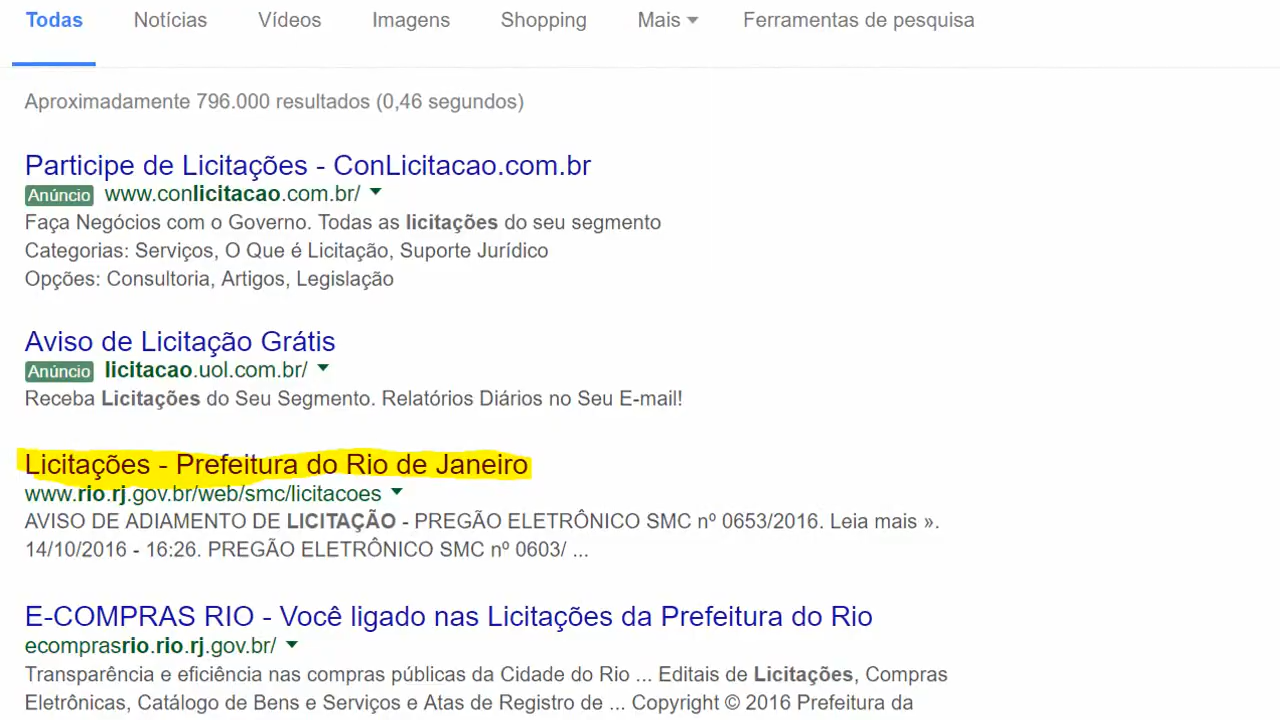 Todas Notícias Vídeos Imagens Shopping Mais Ferramentas de pesquisa
Aproximadamente 796.000 resultados (0,46 segundos)
Participe de Licitações - ConLicitacao.com.br
Anúncio www.conlicitacao.com.br/
Faça Negócios com o Governo. Todas as licitações do seu segmento
Categorias: Serviços, O Que é Licitação, Suporte Jurídico
Opções: Consultoria, Artigos, Legislação
Aviso de Licitação Grátis
Anúncio licitacao.uol.com.br/
Receba Licitações do Seu Segmento. Relatórios Diários no Seu E-mail!
Licitações - Prefeitura do Rio de Janeiro
www.rio.rj.gov.br/web/smc/licitacoes
AVISO DE ADIAMENTO DE LICITAÇÃO - PREGÃO ELETRÔNICO SMC nº 0653/2016. Leia mais ».
14/10/2016 - 16:26. PREGÃO ELETRÔNICO SMC nº 0603/ ...
E-COMPRAS RIO - Você ligado nas Licitações da Prefeitura do Rio
ecomprasrio.rio.rj.gov.br/
Transparência e eficiência nas compras públicas da Cidade do Rio ... Editais de Licitações, Compras
Eletrônicas, Catálogo de Bens e Serviços e Atas de Registro de ... Copyright © 2016 Prefeitura da